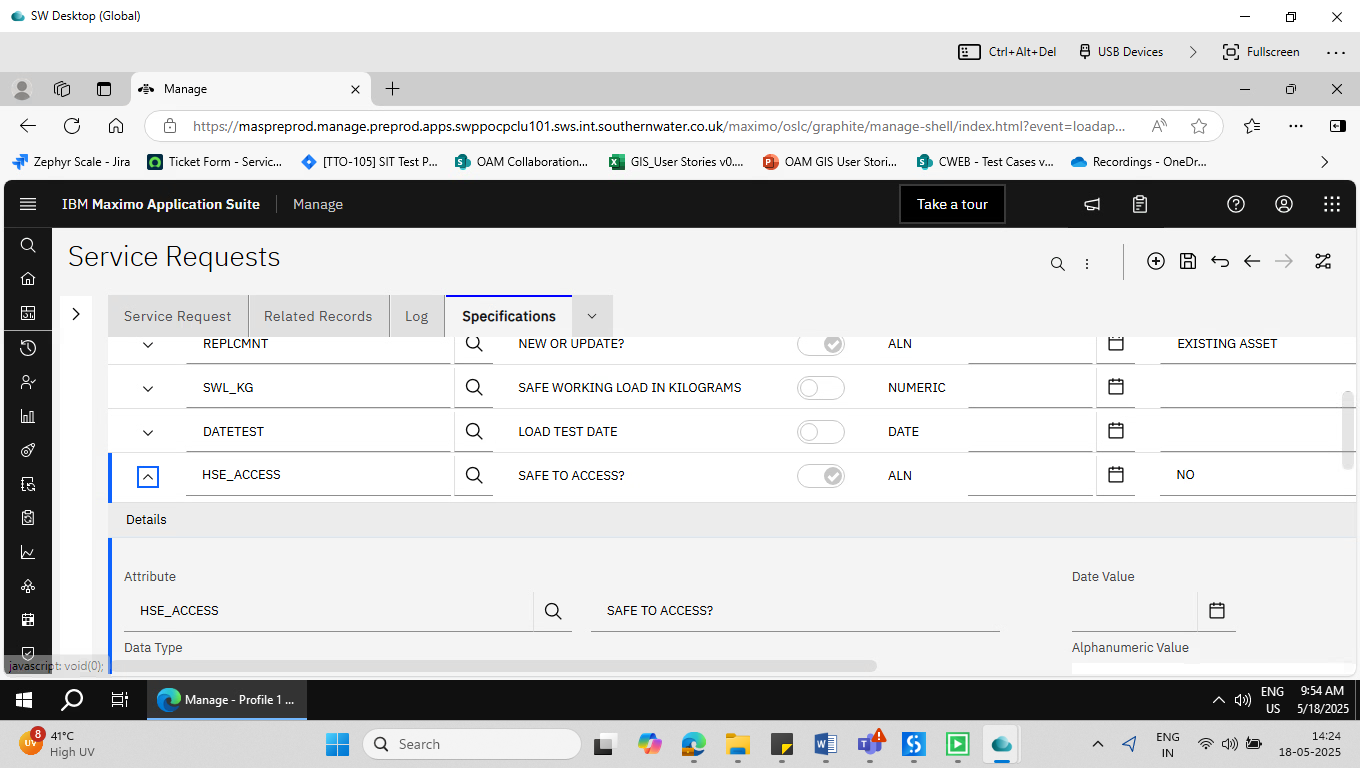 SW Desktop (Global)
Ctrl+Alt+Del
USB Devices
Fullscreen
Manage
https://maspreprod.manage.preprod.apps.swppocpclu101.sws.int.southernwater.co.uk/maximo/oslc/graphite/manage-shell/index.html?event=loadap...
Zephyr Scale - Jira
Ticket Form - Servic...
[TTO-105] SIT Test P...
OAM Collaboration...
GIS_User Stories v0....
OAM GIS User Stori...
CWEB - Test Cases v...
Recordings - OneDr...
IBM Maximo Application Suite
Manage
Take a tour
Service Requests
Service Request
Related Records
Log
Specifications
REPLCMNT
NEW OR UPDATE?
ALN
EXISTING ASSET
SWL_KG
SAFE WORKING LOAD IN KILOGRAMS
NUMERIC
DATETEST
LOAD TEST DATE
DATE
HSE_ACCESS
SAFE TO ACCESS?
ALN
NO
Details
Attribute
Date Value
HSE_ACCESS
SAFE TO ACCESS?
Data Type
Alphanumeric Value
javascript: void(0);
Manage - Profile 1 ...
ENG
US
9:54 AM
5/18/2025
UV
8
41°C
High UV
Search
ENG
IN
14:24
18-05-2025